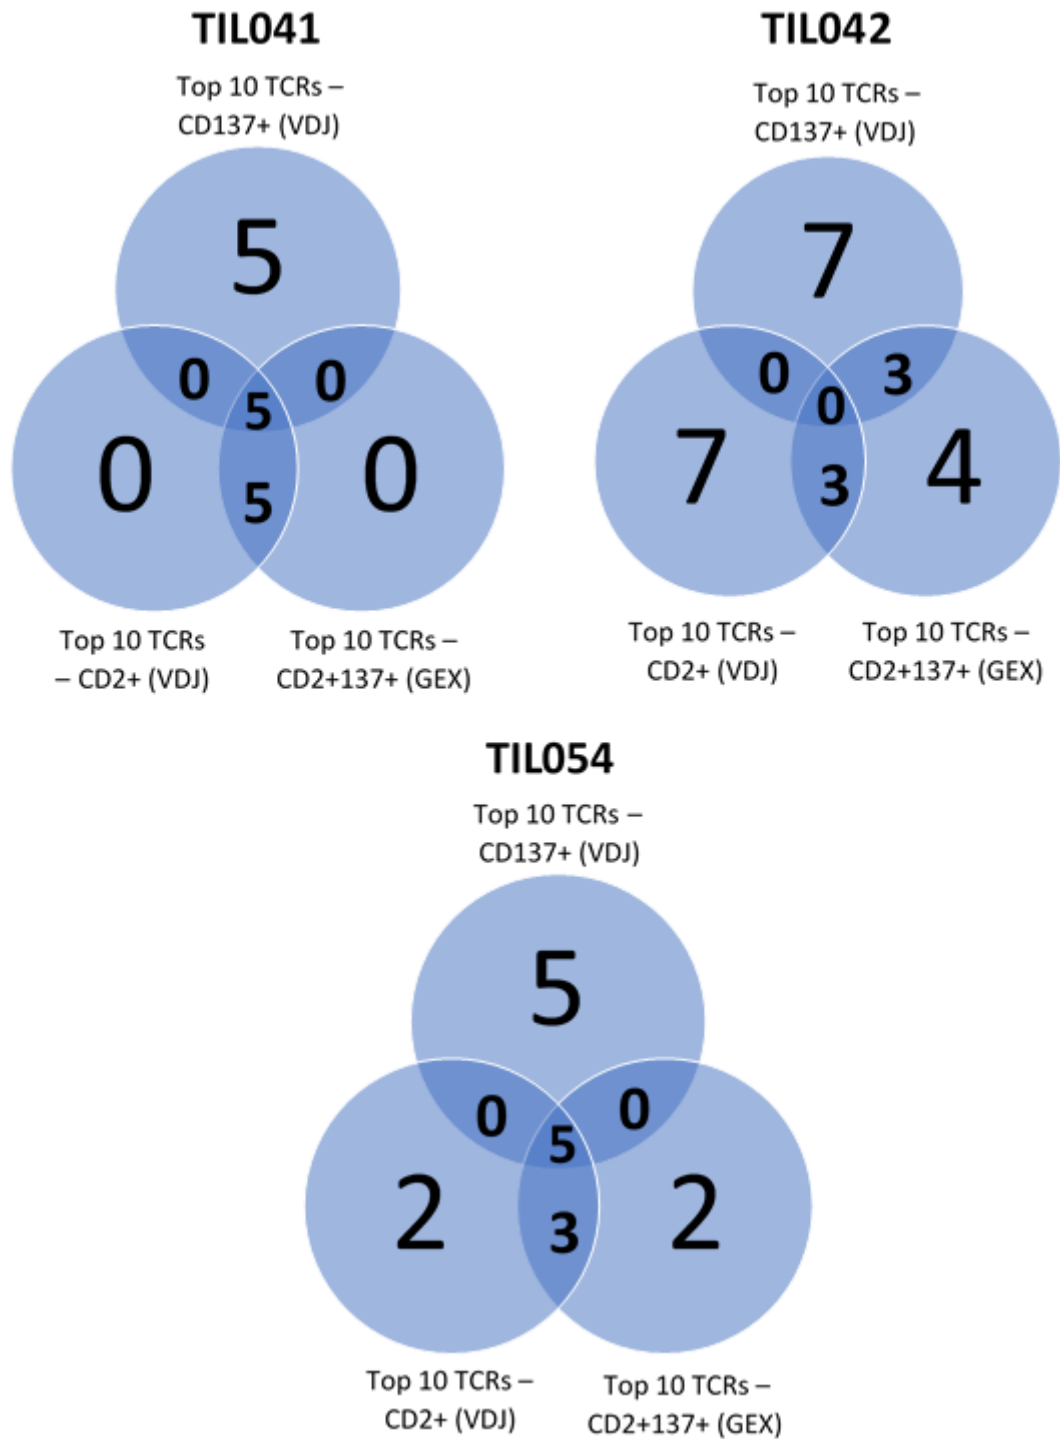 TIL041
Top 10 TCRs –
CD137+ (VDJ)
5
0
0
5
0
0
5
Top 10 TCRs
– CD2+ (VDJ)
Top 10 TCRs –
CD2+137+ (GEX)
TIL042
Top 10 TCRs –
CD137+ (VDJ)
7
0
3
0
7
4
3
Top 10 TCRs –
CD2+ (VDJ)
Top 10 TCRs –
CD2+137+ (GEX)
TIL054
Top 10 TCRs –
CD137+ (VDJ)
5
0
0
5
2
2
3
Top 10 TCRs –
CD2+ (VDJ)
Top 10 TCRs –
CD2+137+ (GEX)